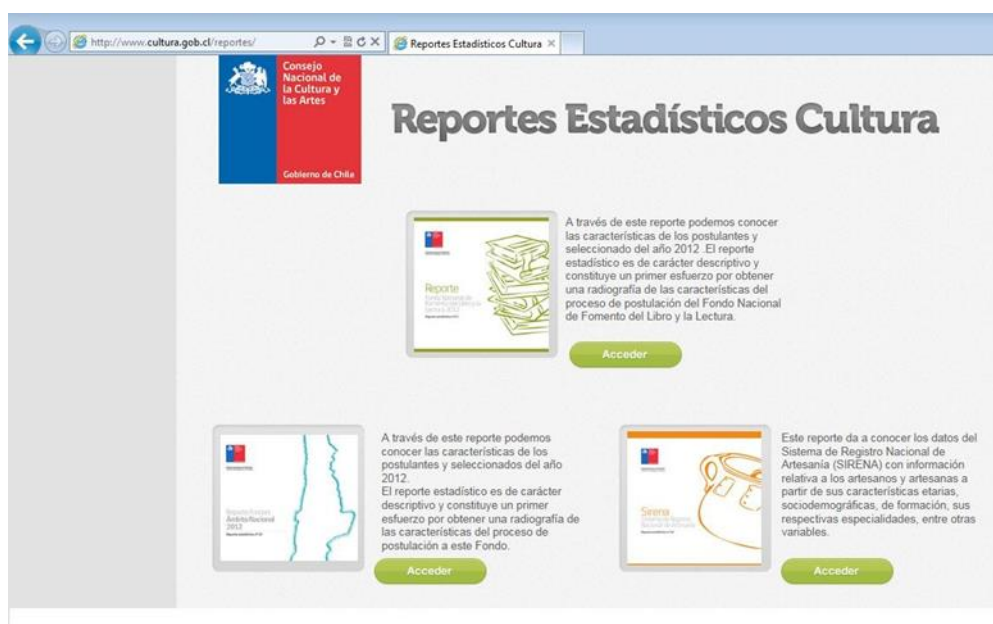 http://www.cultura.gob.cl/reportes/
Reportes Estadísticos Cultura
Consejo
Nacional de
la Cultura y
las Artes
Gobierno de Chile
Reportes Estadísticos Cultura
Reporte
Fondo Nacional de
A través de este reporte podemos conocer
las características de los postulantes y
seleccionado del año 2012 .El reporte
estadístico es de carácter descriptivo y
constituye un primer esfuerzo por obtener
una radiografía de las características del
proceso de postulación del Fondo Nacional
de Fomento del Libro y la Lectura.
Acceder
Ámbito Nacional
2012
A través de este reporte podemos
conocer las características de los
postulantes y seleccionados del año
2012.
El reporte estadístico es de carácter
descriptivo y constituye un primer
esfuerzo por obtener una radiografía de
las características del proceso de
postulación a este Fondo.
Acceder
Sirena
Este reporte da a conocer los datos del
Sistema de Registro Nacional de
Artesanía (SIRENA) con información
relativa a los artesanos y artesanas a
partir de sus características etarias,
sociodemográficas, de formación, sus
respectivas especialidades, entre otras
variables.
Acceder